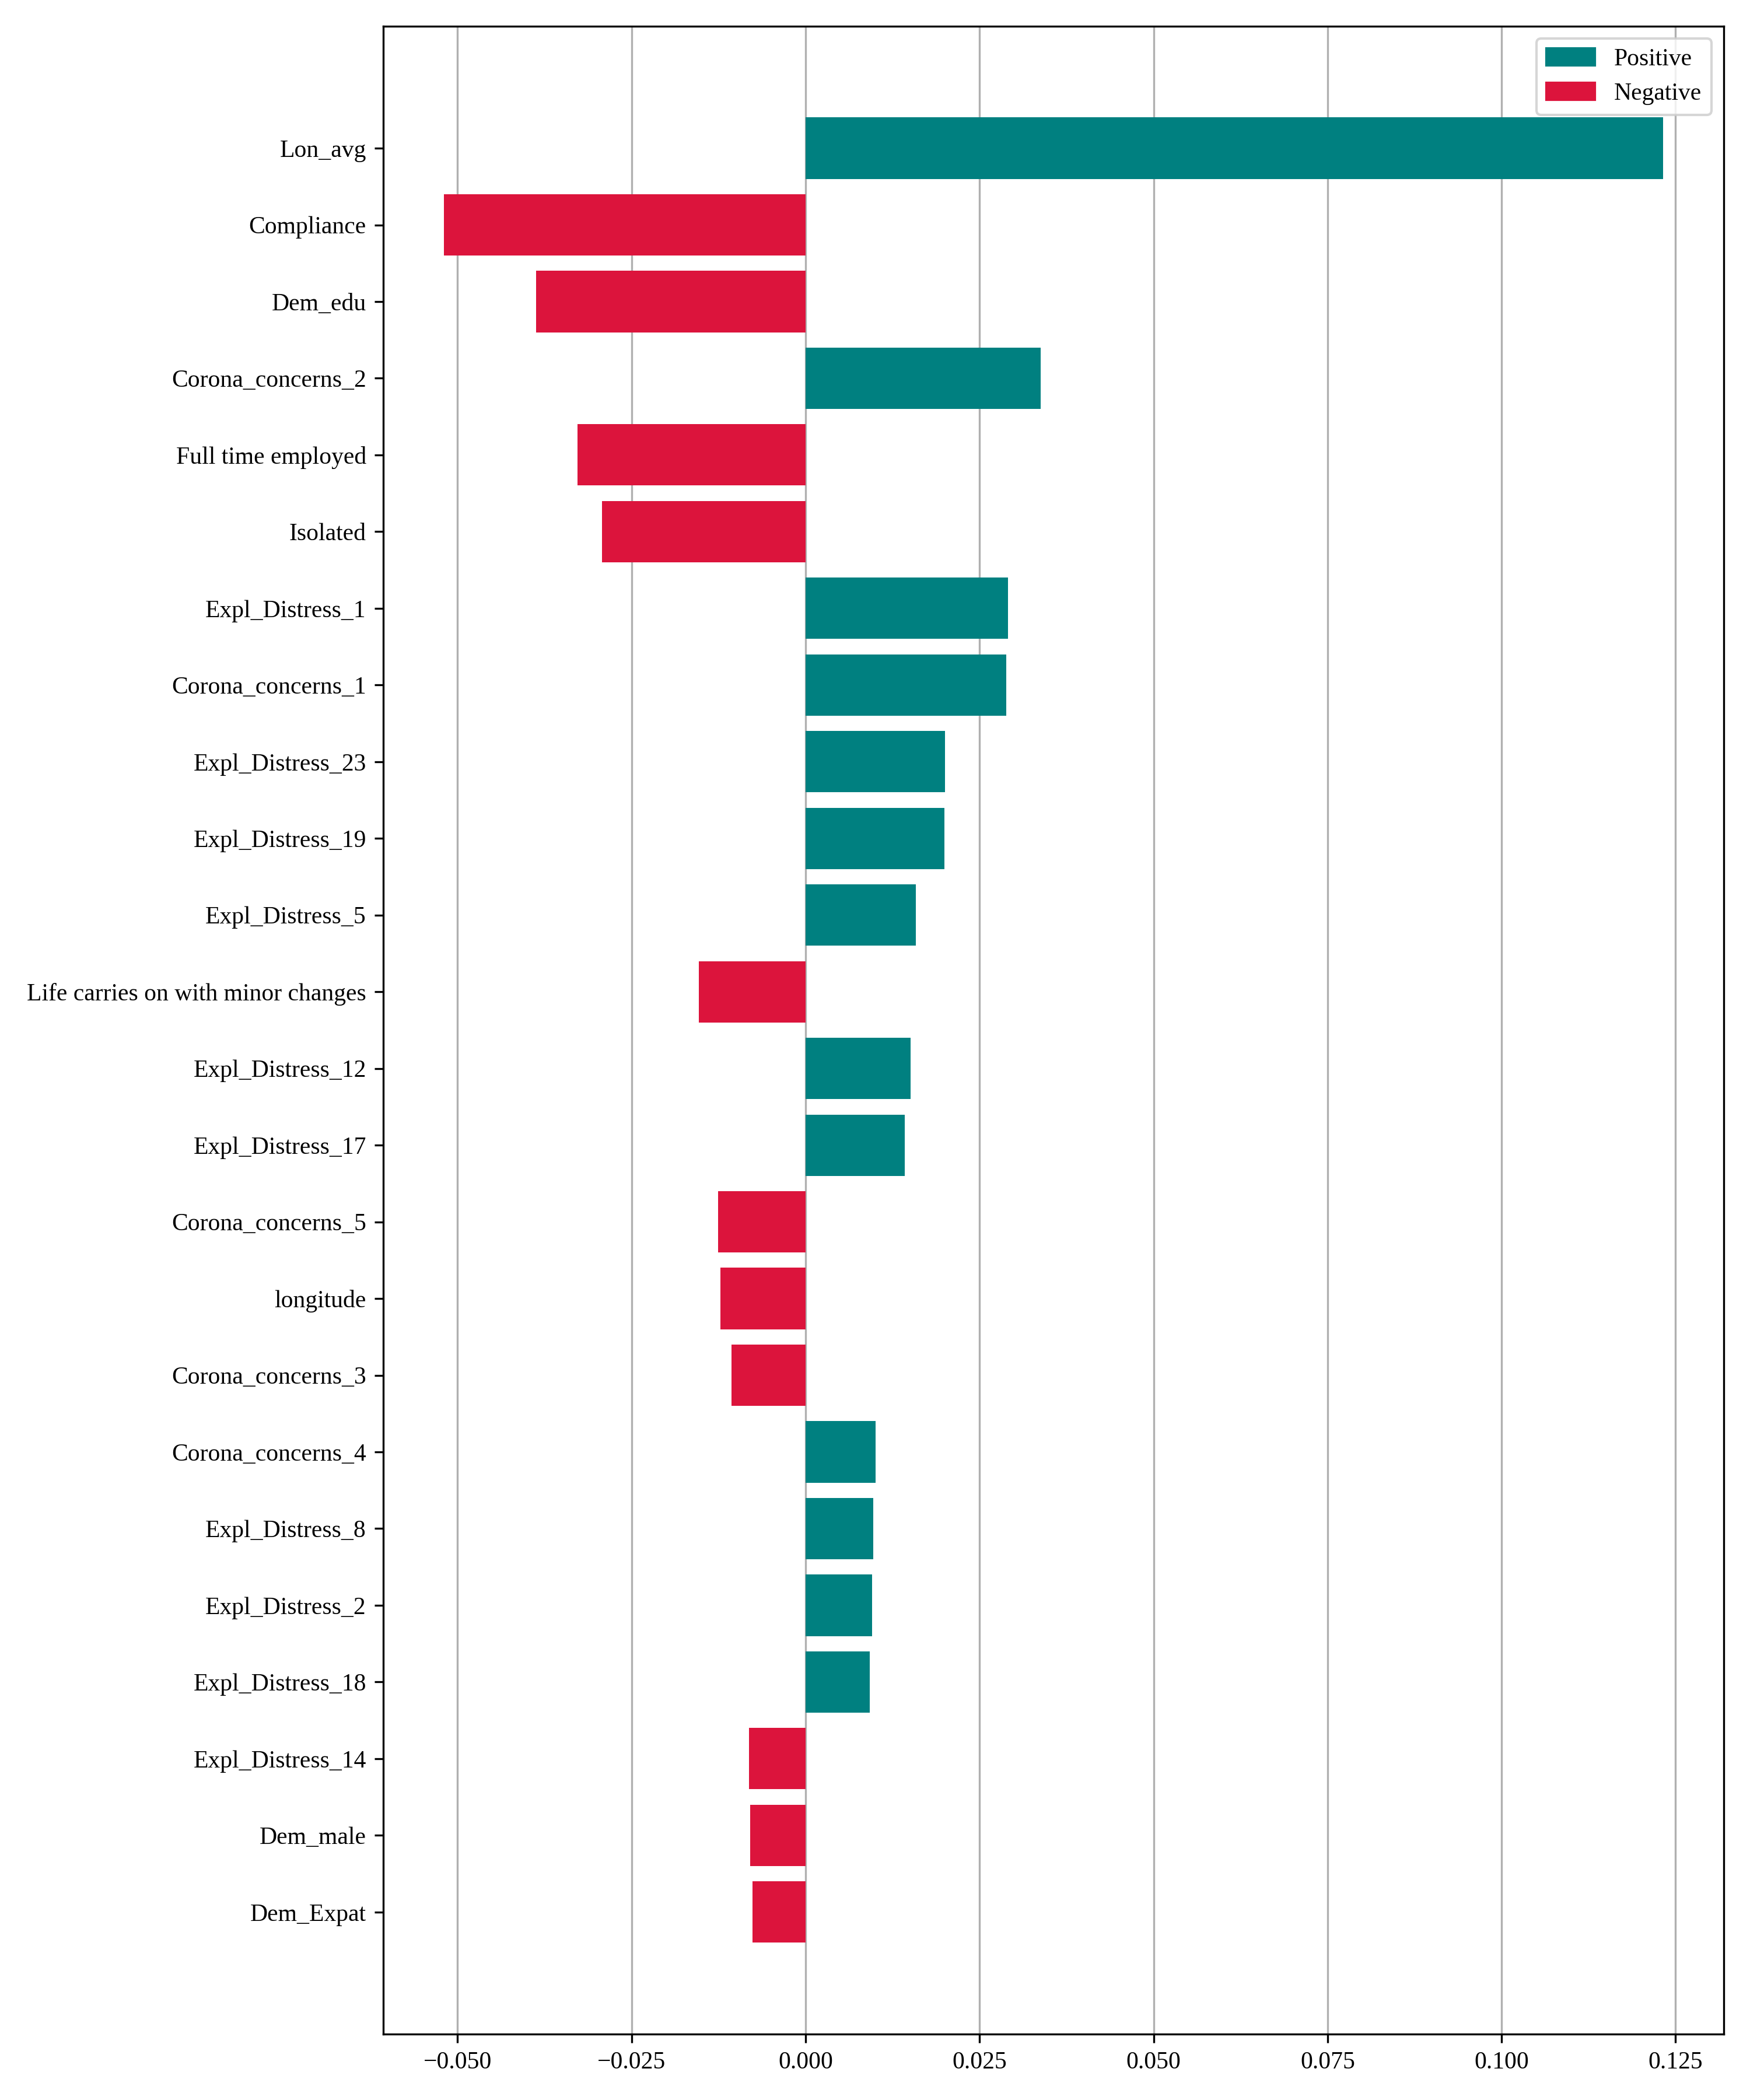 Positive
Negative
Lon_avg
Compliance
Dem_edu
Corona_concerns_2
Full time employed
Isolated
Expl_Distress_1
Corona_concerns_1
Expl_Distress_23
Expl_Distress_19
Expl_Distress_5
Life carries on with minor changes
Expl_Distress_12
Expl_Distress_17
Corona_concerns_5
longitude
Corona_concerns_3
Corona_concerns_4
Expl_Distress_8
Expl_Distress_2
Expl_Distress_18
Expl_Distress_14
Dem_male
Dem_Expat
−0.050 −0.025 0.000 0.025 0.050 0.075 0.100 0.125